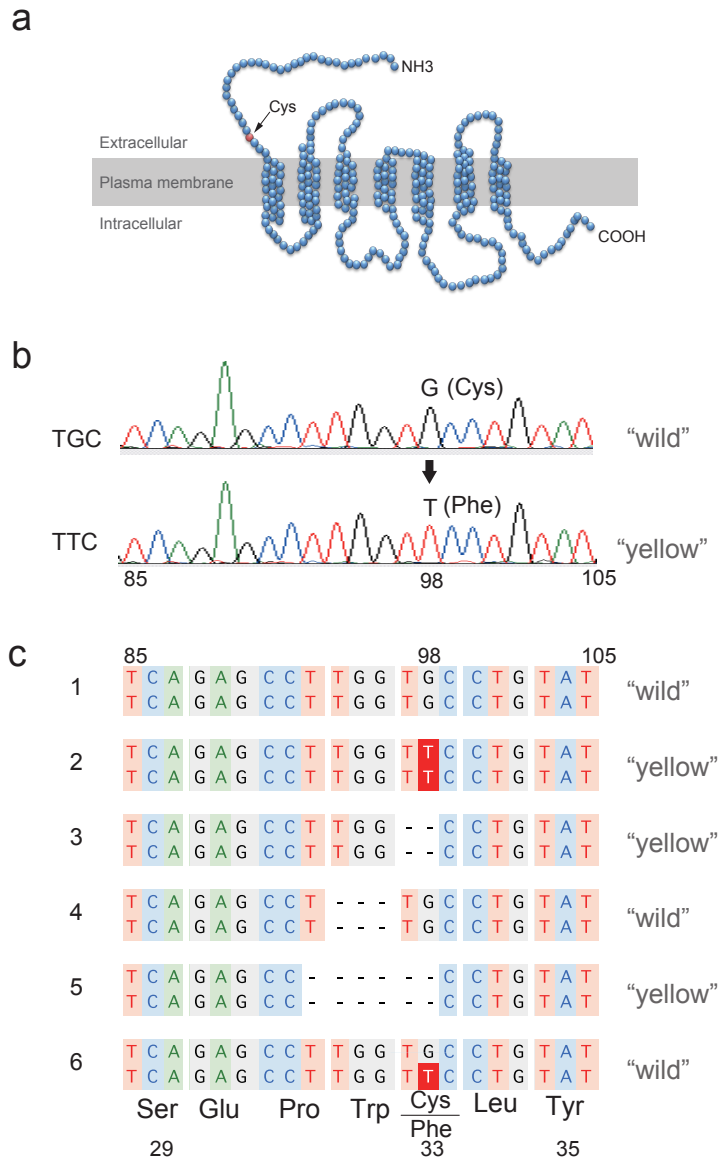 a
NH3
Cys
Extracellular
Plasma membrane
Intracellular
COOH
b
G (Cys)
TGC
"wild"
T (Phe)
TTC
"yellow"
85 98 105
c
85 98 105
1
T C A G A G C C T T G G T G C C T G T A T
T C A G A G C C T T G G T G C C T G T A T
"wild"
2
T C A G A G C C T T G G T T C C T G T A T
T C A G A G C C T T G G T T C C T G T A T
"yellow"
3
T C A G A G C C T T G G - - C C T G T A T
T C A G A G C C T T G G - - C C T G T A T
"yellow"
4
T C A G A G C C T - - - T G C C T G T A T
T C A G A G C C T - - - T G C C T G T A T
"wild"
5
T C A G A G C C - - - - - - C C T G T A T
T C A G A G C C - - - - - - C C T G T A T
"yellow"
6
T C A G A G C C T T G G T G C C T G T A T
T C A G A G C C T T G G T T C C T G T A T
"wild"
Ser Glu Pro Trp Cys Leu Tyr
Phe
29 33 35